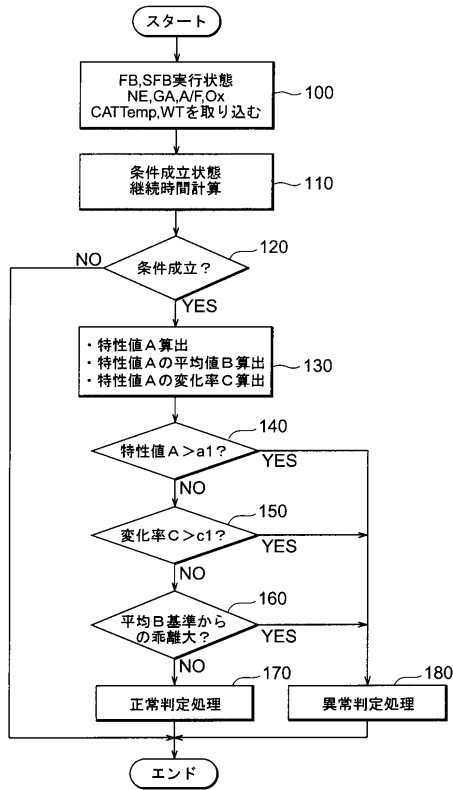 スタート
FB,SFB実行状態
NE,GA,A/F,Ox
CATTemp,WTを取り込む
100
条件成立状態
継続時間計算
110
120
NO
条件成立？
YES
・特性値A算出
・特性値Aの平均値B算出
・特性値Aの変化率C算出
130
140
特性値A＞a1？
YES
NO
150
変化率C＞c1？
YES
NO
160
平均B基準から
の乖離大？
YES
NO
170
正常判定処理
180
異常判定処理
エンド